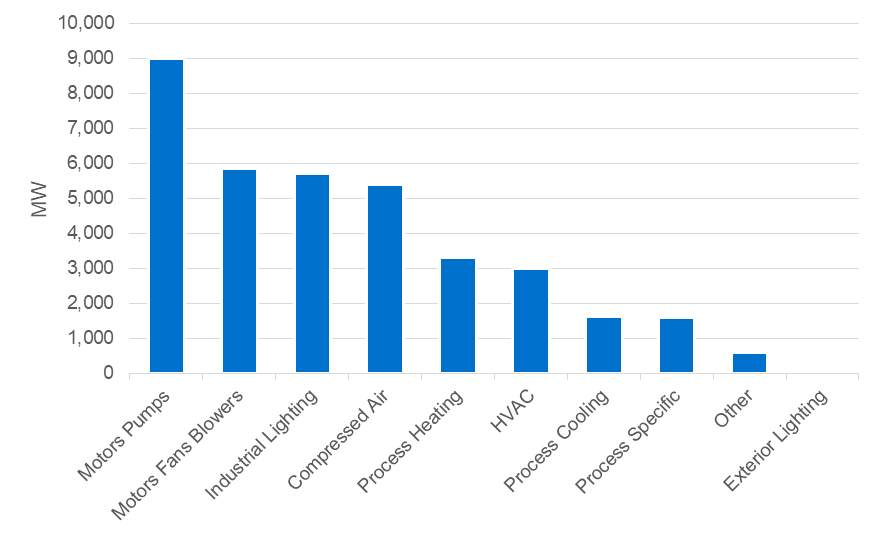 10,000
9,000
8,000
7,000
6,000
5,000
4,000
3,000
2,000
1,000
0
MW
Motors Pumps
Motors Fans Blowers
Industrial Lighting
Compressed Air
Process Heating
HVAC
Process Cooling
Process Specific
Other
Exterior Lighting